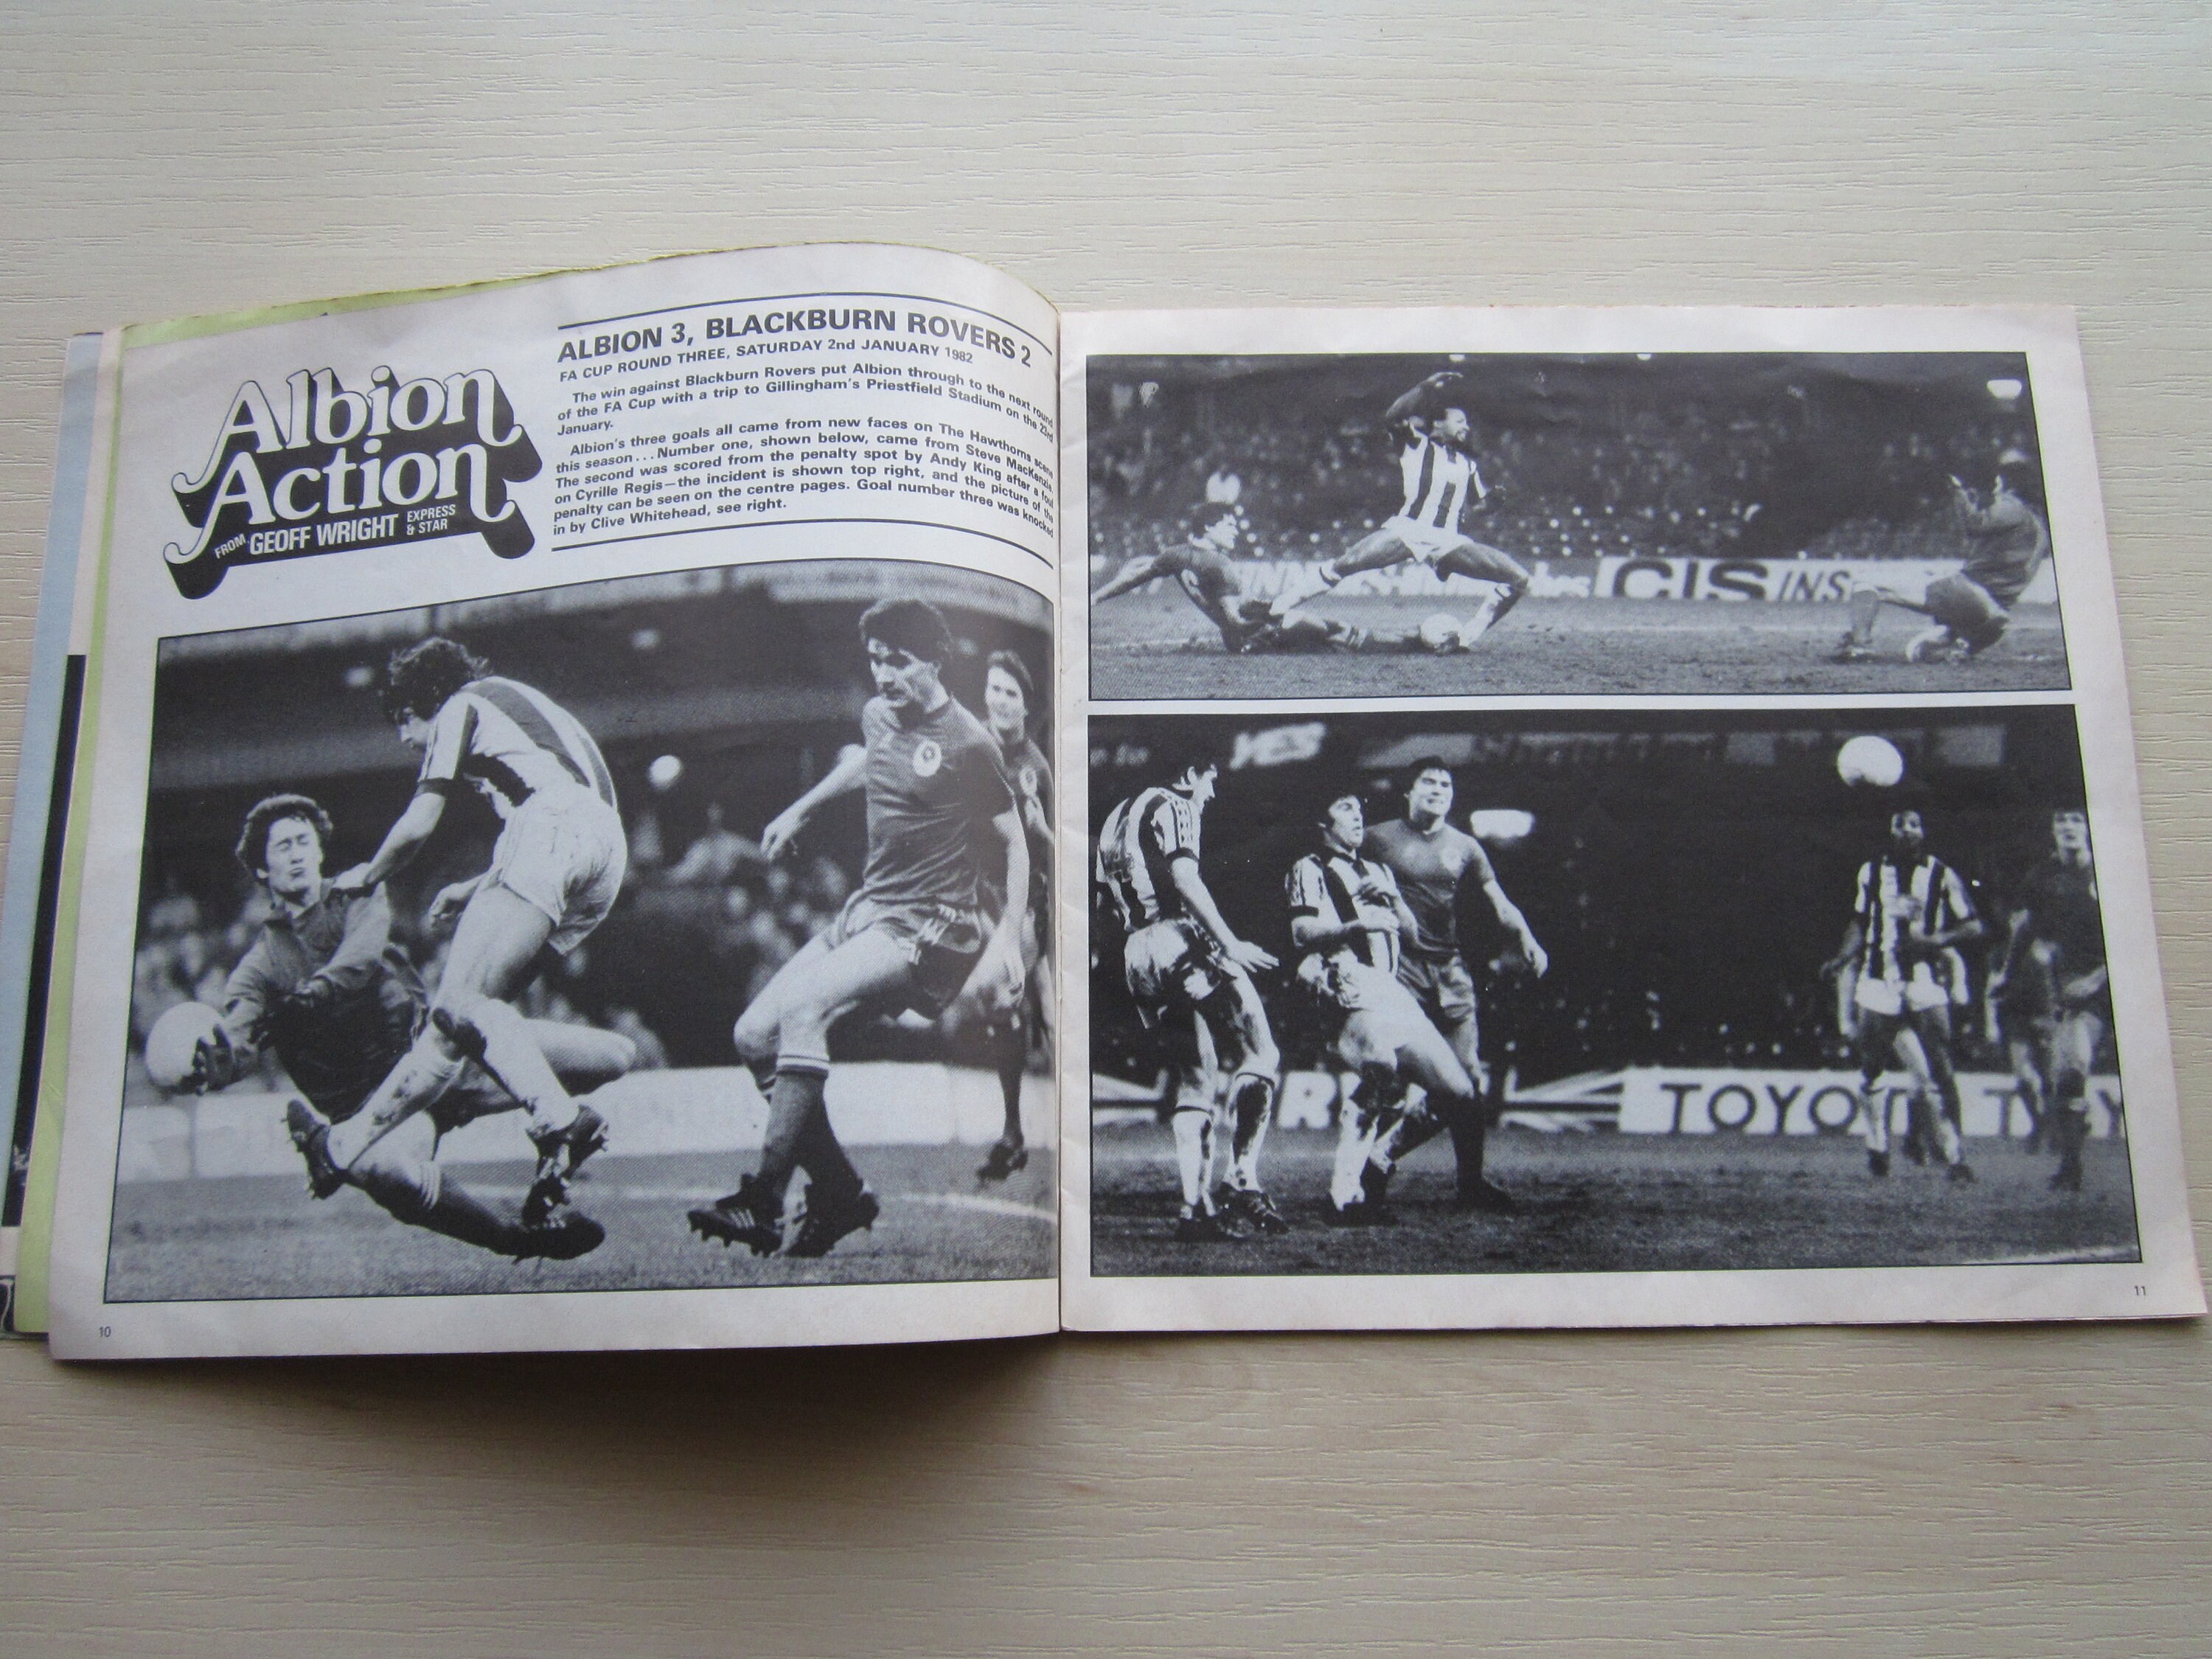 Albion
Action
FROM GEOFF WRIGHT EXPRESS
& STAR
ALBION 3, BLACKBURN ROVERS 2
FA CUP ROUND THREE, SATURDAY 2nd JANUARY 1982
The win against Blackburn Rovers put Albion through to the next round
of the FA Cup with a trip to Gillingham's Priestfield Stadium on the 23rd
January.
Albion's three goals all came from new faces on The Hawthorns scene
this season...Number one, shown below, came from Steve MacKenzie.
The second was scored from the penalty spot by Andy King after a foul
on Cyrille Regis—the incident is shown top right, and the picture of the
penalty can be seen on the centre pages. Goal number three was knocked
in by Clive Whitehead, see right.
CIS INS
TOYOT
10
11